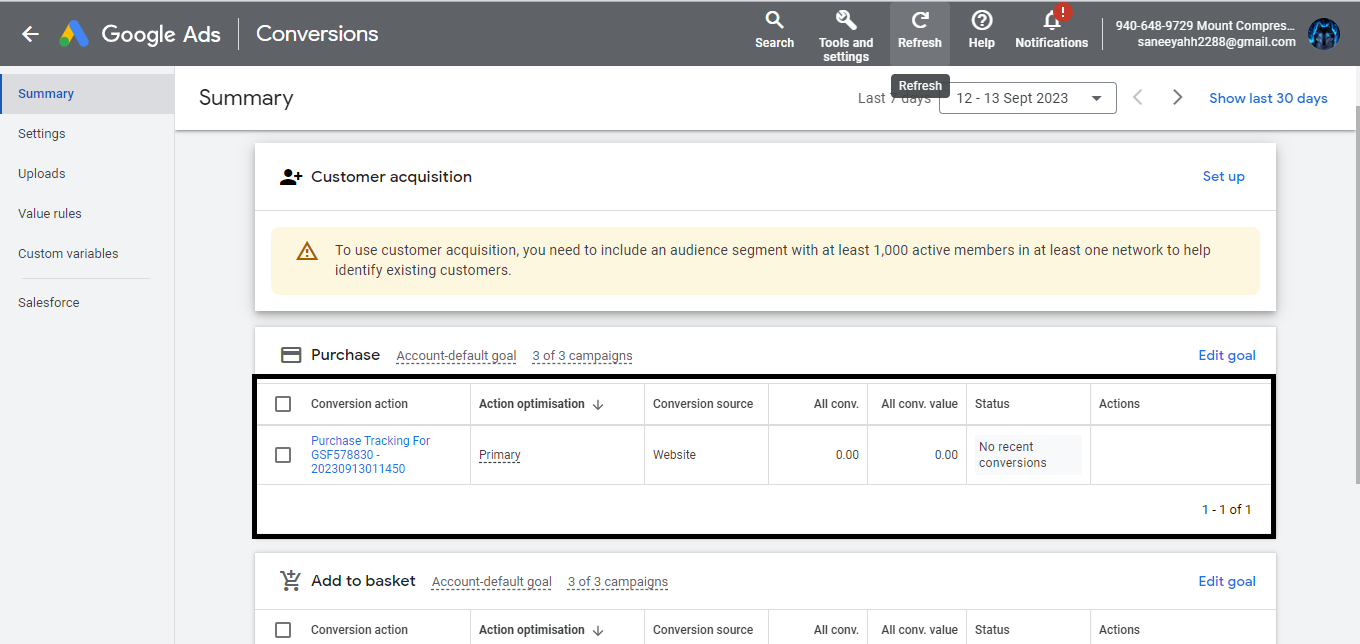 Google Ads
Conversions
Search
Tools and
settings
Refresh
Help
Notifications
!
940-648-9729 Mount Compres...
saneeyahh2288@gmail.com
Refresh
Summary
Settings
Uploads
Value rules
Custom variables
Salesforce
Summary
Last 7 days
12 - 13 Sept 2023
Show last 30 days
Customer acquisition
Set up
To use customer acquisition, you need to include an audience segment with at least 1,000 active members in at least one network to help
identify existing customers.
Purchase Account-default goal 3 of 3 campaigns Edit goal
Conversion action Action optimisation All conv. source All conv. All conv. value Status Actions
Purchase Tracking For
GSF578830 -
20230913011450
Primary
Website
0.00
0.00
No recent
conversions
1 - 1 of 1
Add to basket Account-default goal 3 of 3 campaigns Edit goal
Conversion action Action optimisation Conversion source All conv. All conv. value Status Actions